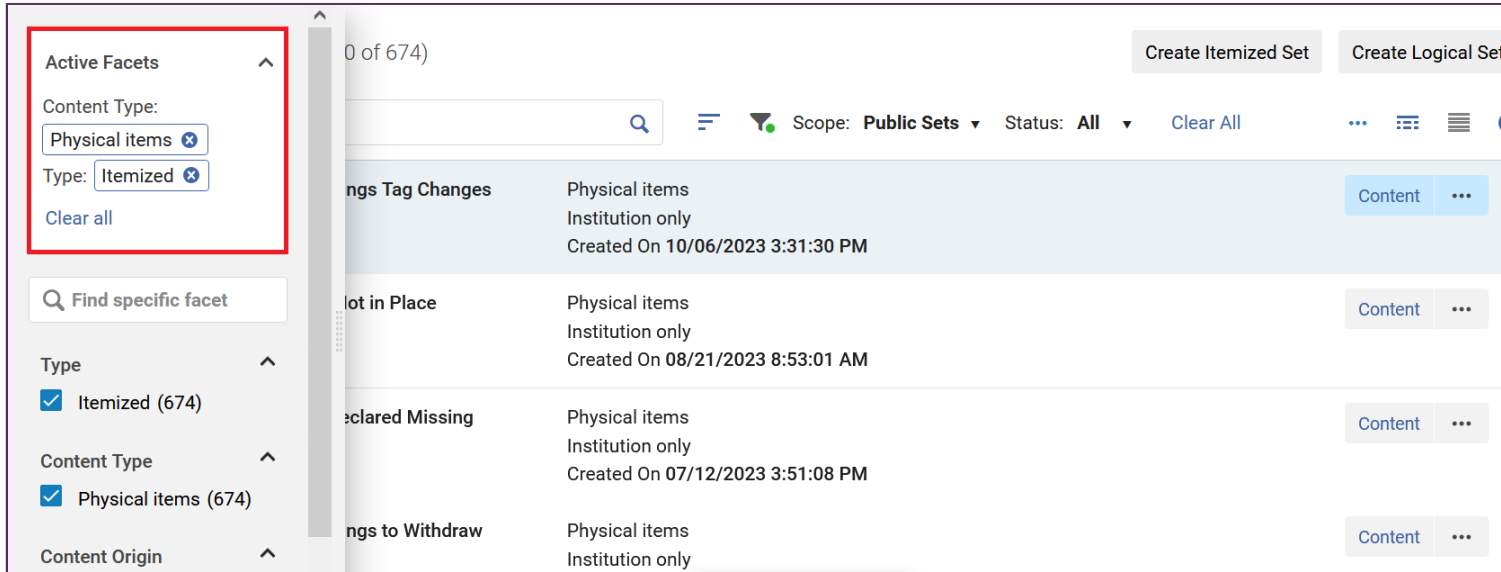 Active Facets
Content Type:
Physical items
Type: Itemized
Clear all
Find specific facet
Type
Itemized (674)
Content Type
Physical items (674)
Content Origin
0 of 674)
Create Itemized Set
Create Logical Set
Scope: Public Sets
Status: All
Clear All
ngs Tag Changes
Physical items
Institution only
Created On 10/06/2023 3:31:30 PM
Content
lot in Place
Physical items
Institution only
Created On 08/21/2023 8:53:01 AM
Content
eclared Missing
Physical items
Institution only
Created On 07/12/2023 3:51:08 PM
Content
ngs to Withdraw
Physical items
Institution only
Content